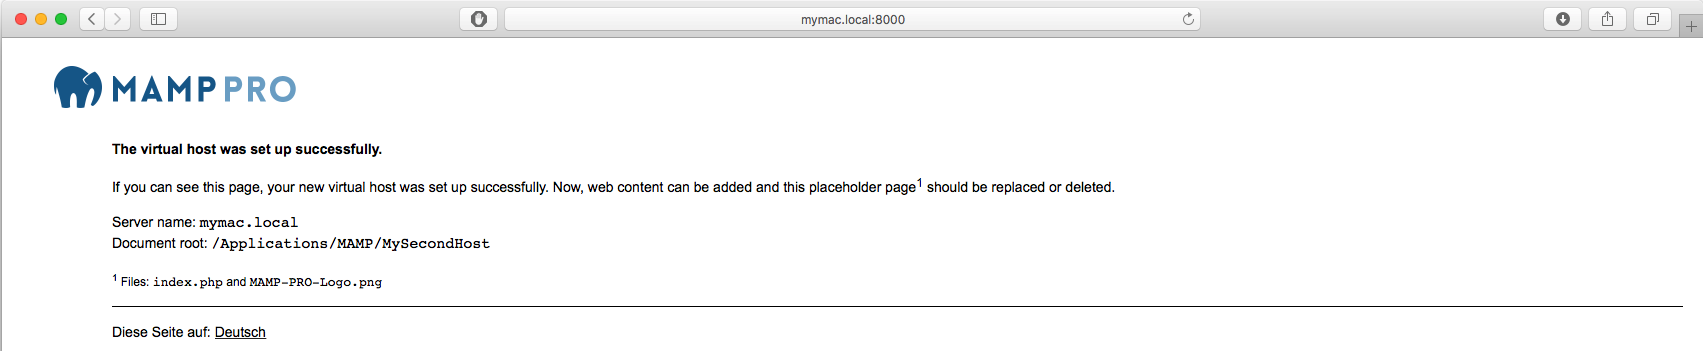 mymac.local:8000
MAMP PRO
The virtual host was set up successfully.
If you can see this page, your new virtual host was set up successfully. Now, web content can be added and this placeholder page1 should be replaced or deleted.
Server name: mymac.local
Document root: /Applications/MAMP/MySecondHost
1 Files: index.php and MAMP-PRO-Logo.png
Diese Seite auf: Deutsch